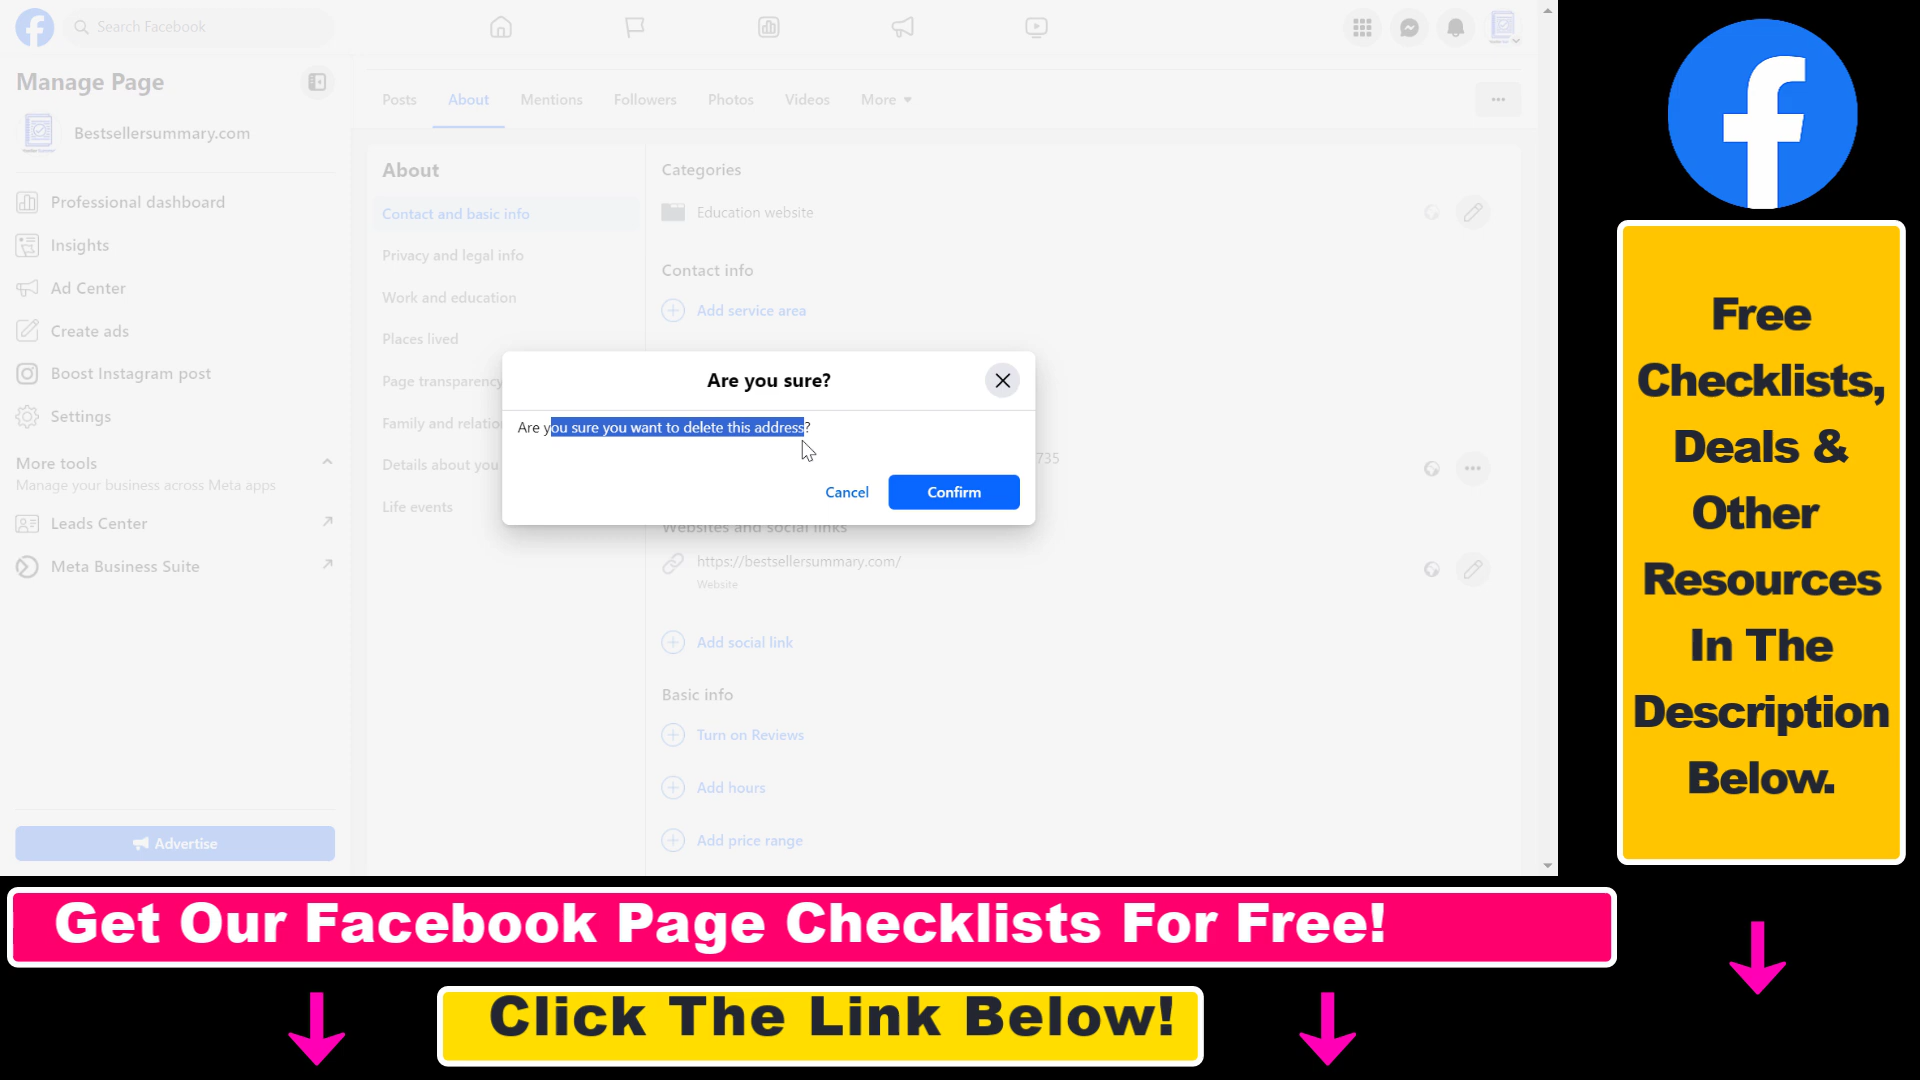 Search Facebook
Manage Page
Bestsellersummary.com
Professional dashboard
Insights
Ad Center
Create ads
Boost Instagram post
Settings
More tools
Manage your business across Meta apps
Leads Center
Meta Business Suite
Advertise
Posts
About
Mentions
Followers
Photos
Videos
More
About
Contact and basic info
Privacy and legal info
Work and education
Places lived
Page transparency
Family and relatio
Details about you
Life events
Categories
Education website
Contact info
Add service area
735
Websites and social links
https://bestsellersummary.com/
Website
Add social link
Basic info
Turn on Reviews
Add hours
Add price range
Are you sure?
Are you sure you want to delete this address?
Cancel
Confirm
Free
Checklists,
Deals &
Other
Resources
In The
Description
Below.
Get Our Facebook Page Checklists For Free!
Click The Link Below!